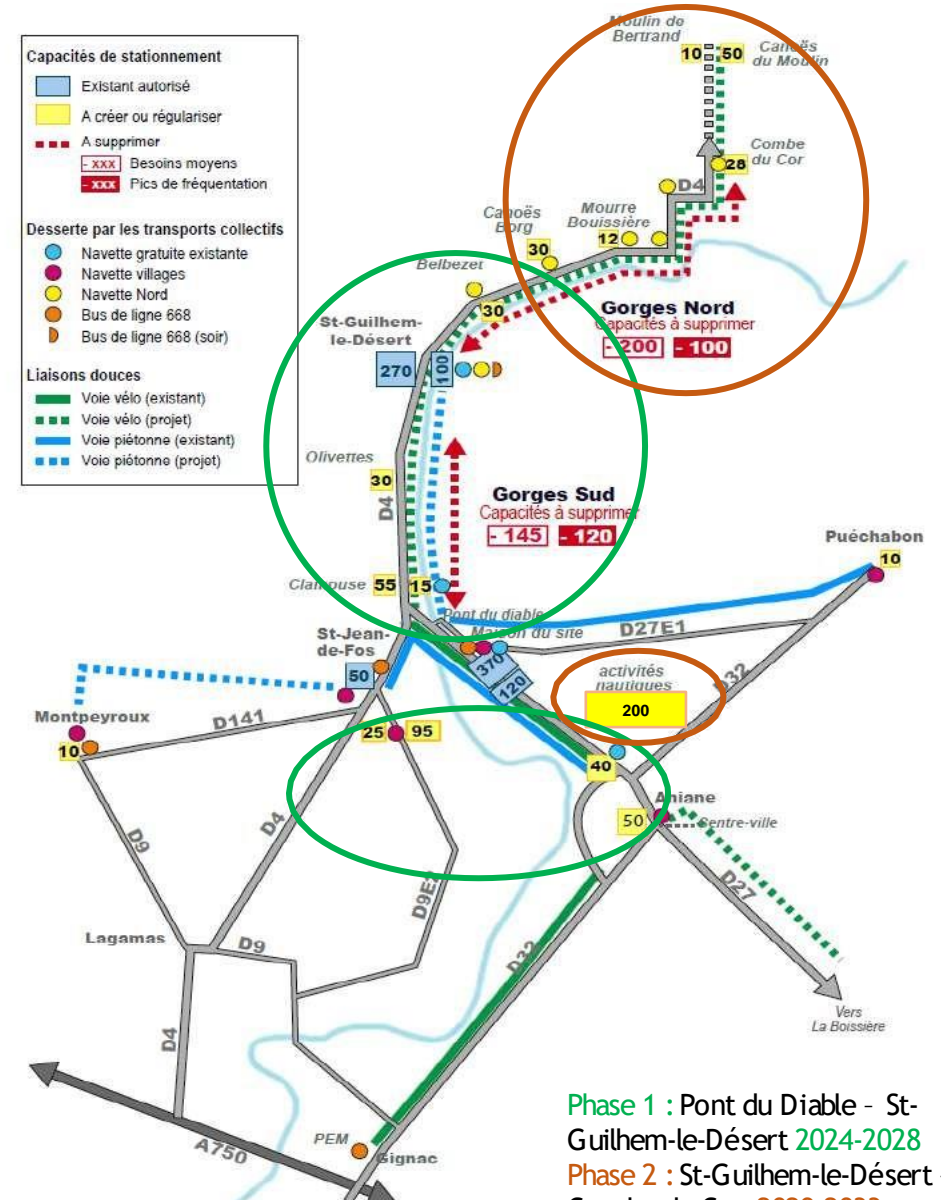 Capacités de stationnement
Existant autorisé
A créer ou régulariser
A supprimer
- xxx Besoins moyens
- xxx Pics de fréquentation
Desserte par les transports collectifs
Navette gratuite existante
Navette villages
Navette Nord
Bus de ligne 668
Bus de ligne 668 (soir)
Liaisons douces
Voie vélo (existant)
Voie vélo (projet)
Voie piétonne (existant)
Voie piétonne (projet)
Moulin de
Bertrand
10
50
Canoës
du Moulin
Combe
du Cor
28
D4
Canoës
Borg
30
Mourre
Bouissière
12
Belbezet
30
Gorges Nord
Capacités à supprimer
- 200
- 100
St-Guilhem-
le-Désert
270
100
Olivettes
30
D4
Gorges Sud
Capacités à supprimer
- 145
- 120
Clamouse
55
15
Puéchabon
10
Pont du diable
Maison du site
D27E1
St-Jean-
de-Fos
50
370
120
activités
nautiques
200
D32
Montpeyroux
10
D141
25
95
40
Aniane
50
Centre-ville
D9
D4
D9E2
D27
Lagamas
D9
D32
D4
Vers
La Boissière
A750
PEM
Gignac
Phase 1 : Pont du Diable - St-
Guilhem-le-Désert 2024-2028
Phase 2 : St-Guilhem-le-Désert